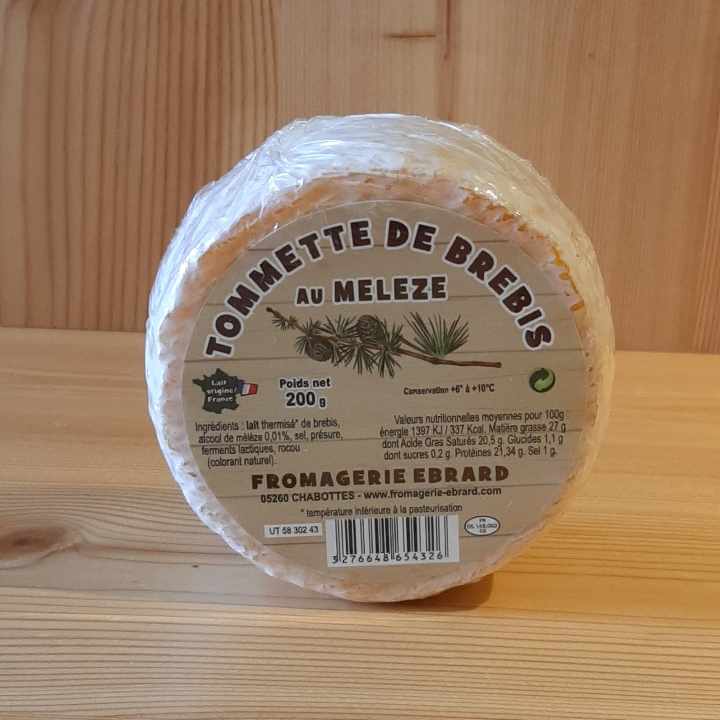 TOMMETTE DE BREBIS
AU MELEZE
Lait
origine
France
Poids net
200 g
Conservation +6° à +10°C
Ingrédients : lait thermisé* de brebis,
alcool de mélèze 0,01%, sel, présure,
ferments lactiques, rocou
(colorant naturel).
Valeurs nutritionnelles moyennes pour 100g :
énergie 1397 KJ / 337 Kcal. Matière grasse 27 g
dont Acide Gras Saturés 20,5 g. Glucides 1,1 g
dont sucres 0,2 g. Protéines 21,34 g. Sel 1 g.
FROMAGERIE EBRARD
05260 CHABOTTES - www.fromagerie-ebrard.com
* température inférieure à la pasteurisation
UT 58 302 43
3276648654326
FR
CE